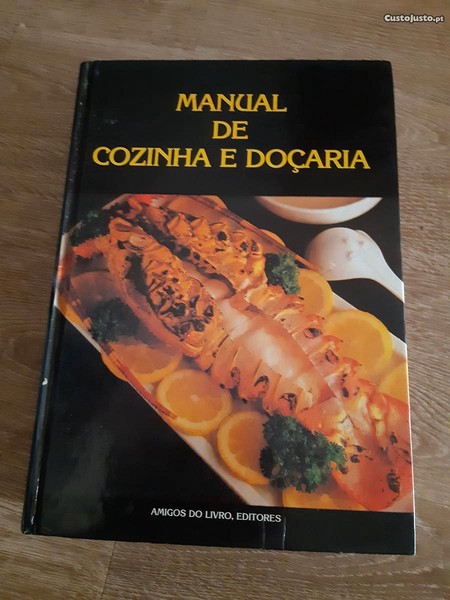 CustoJusto.pt
MANUAL
DE
COZINHA E DOÇARIA
AMIGOS DO LIVRO, EDITORES